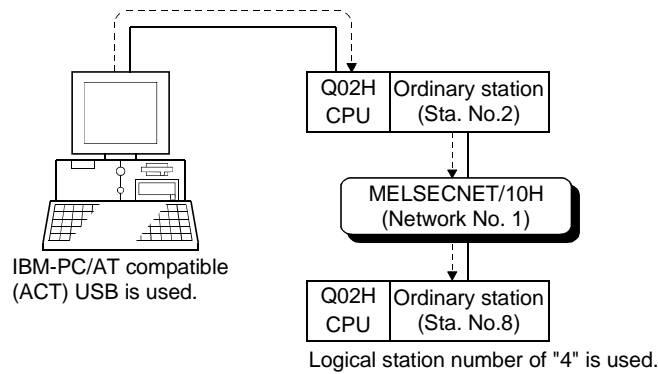 Q02H
CPU
Ordinary station
(Sta. No.2)
MELSECNET/10H
(Network No. 1)
IBM-PC/AT compatible
(ACT) USB is used.
Q02H
CPU
Ordinary station
(Sta. No.8)
Logical station number of "4" is used.